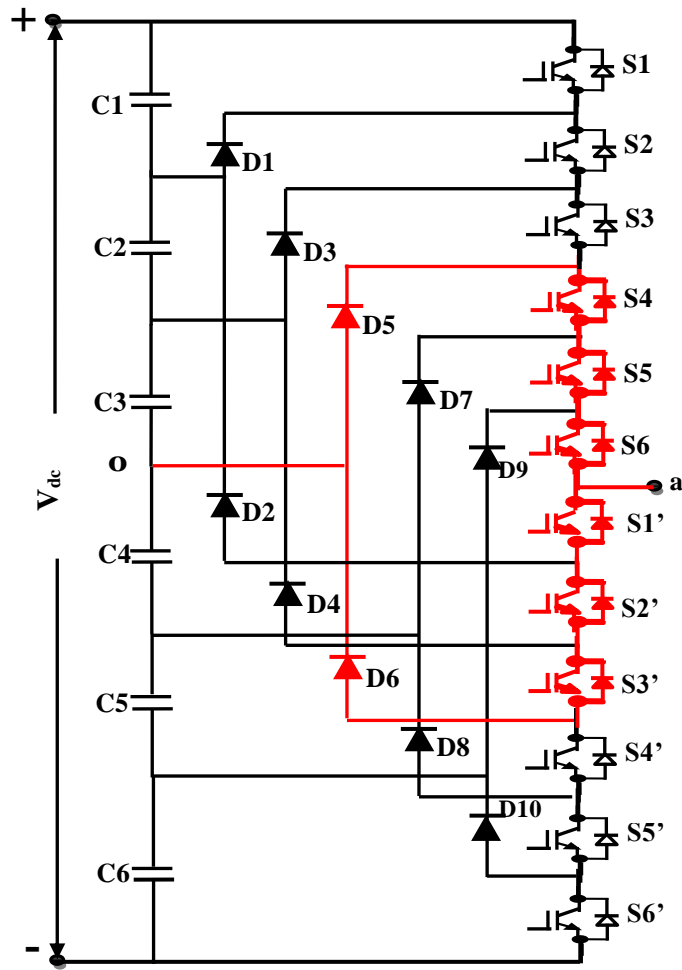 +
S1
C1
S2
D1
S3
C2
D3
S4
D5
S5
D7
C3
S6
D9
o
a
V dc
D2
S1’
C4
S2’
D4
S3’
D6
C5
D8
S4’
D10
S5’
C6
S6’
-